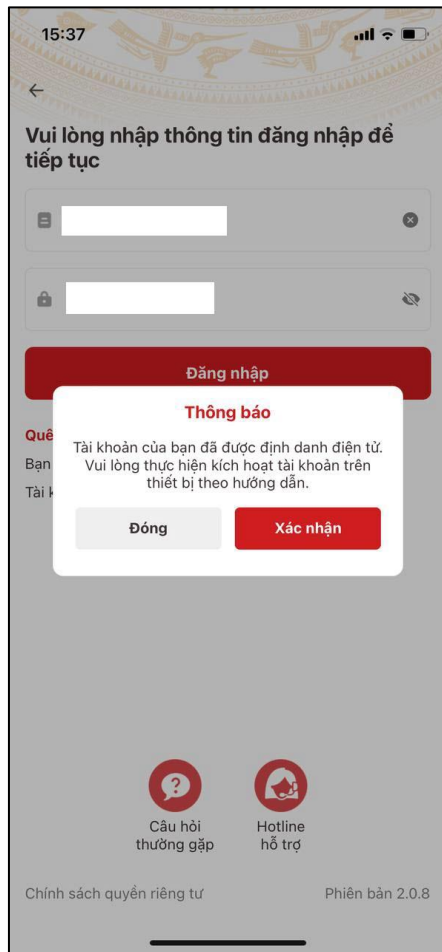 15:37
Vui lòng nhập thông tin đăng nhập để
tiếp tục
Đăng nhập
Thông báo
Quê
Tài khoản của bạn đã được định danh điện tử.
Bạn
Vui lòng thực hiện kích hoạt tài khoản trên
Tài k
thiết bị theo hướng dẫn.
Đóng
Xác nhận
Câu hỏi
thường gặp
Hotline
hỗ trợ
Chính sách quyền riêng tư
Phiên bản 2.0.8